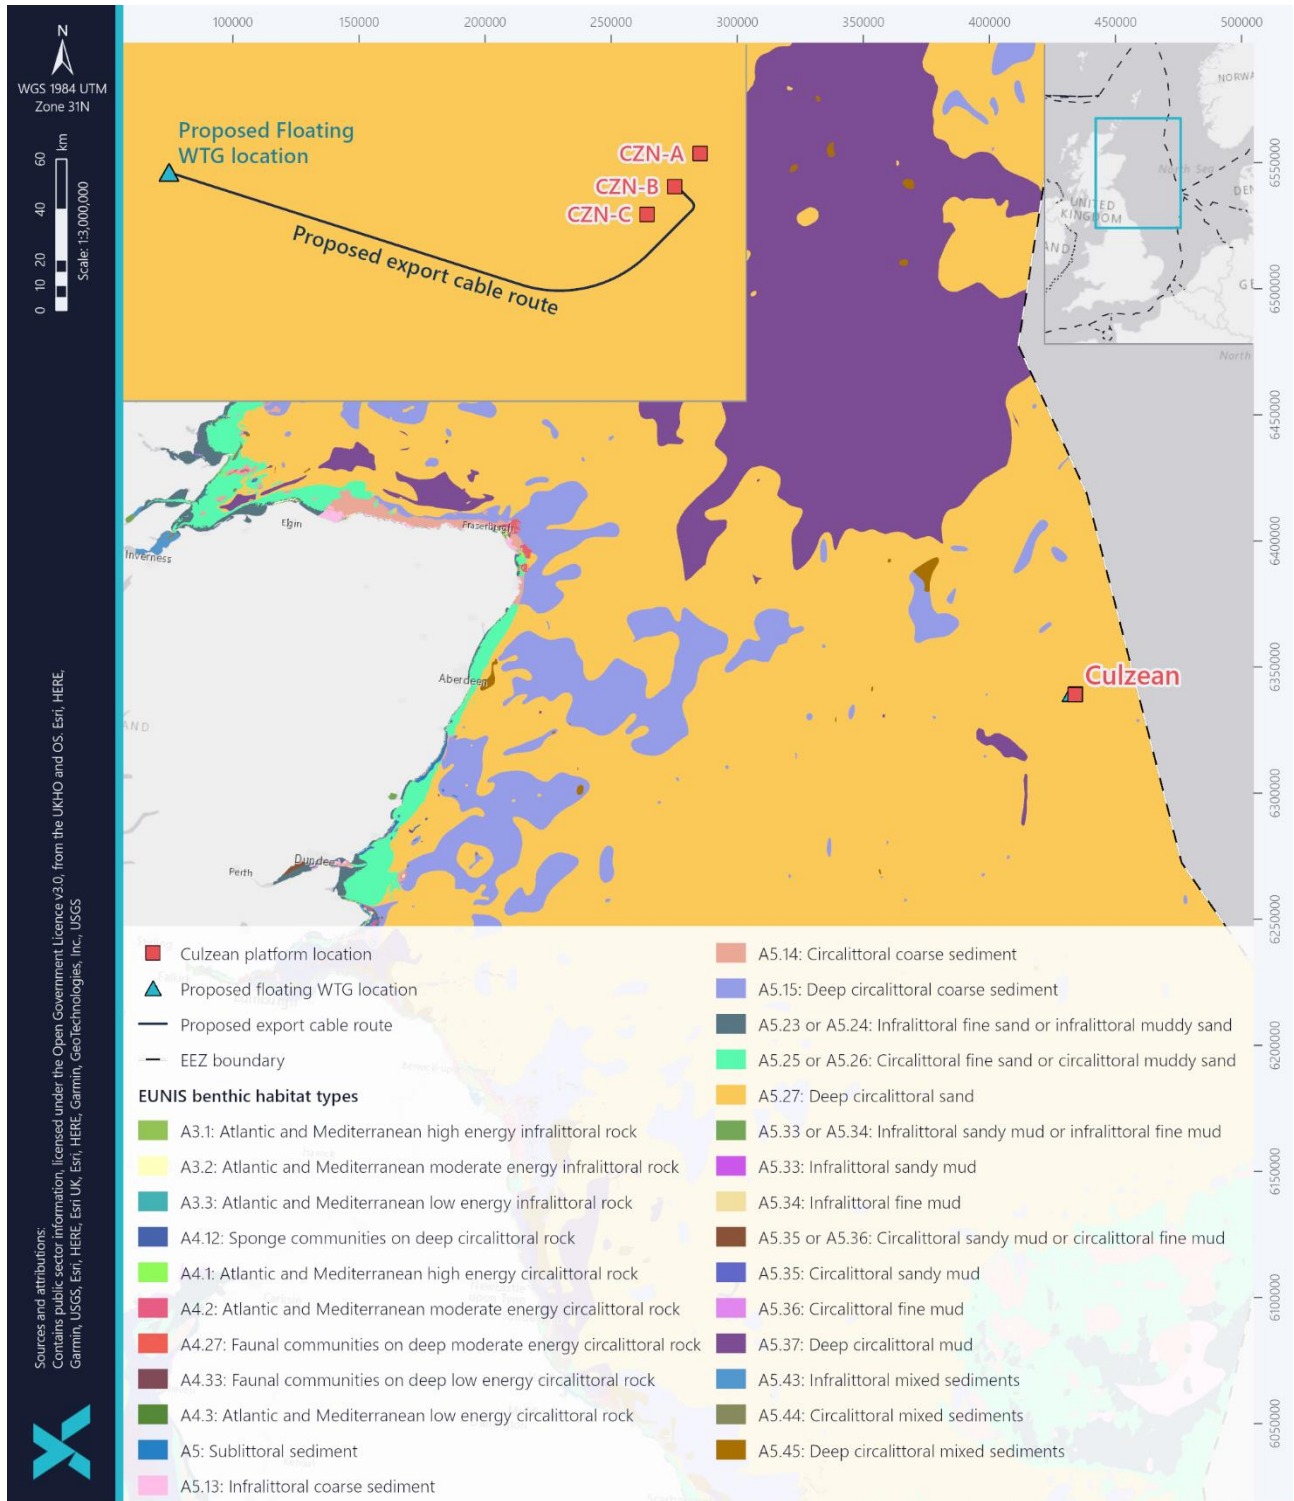 N
WGS 1984 UTM
Zone 31N
60
40
20
10
0
km
Scale: 1:3,000,000
Sources and attributions:
Contains public sector information, licensed under the Open Government Licence v3.0, from the UKHO and OS. Esri, HERE,
Garmin, USGS, Esri, HERE, Esri UK, Esri, HERE, Garmin, GeoTechnologies, Inc., USGS
100000
150000
200000
250000
300000
350000
400000
450000
500000
6550000
6500000
6450000
6400000
6350000
6300000
6250000
6200000
6150000
6100000
6050000
Proposed Floating
WTG location
CZN-A
CZN-B
CZN-C
Proposed export cable route
NORWA
North Sea
DEN
UNITED
KINGDOM
AND
GE
North
Elgin
Fraserburgh
Inverness
Aberdeen
AND
Culzean
Dundee
Perth
Culzean platform location
Proposed floating WTG location
Proposed export cable route
EEZ boundary
EUNIS benthic habitat types
A3.1: Atlantic and Mediterranean high energy infralittoral rock
A3.2: Atlantic and Mediterranean moderate energy infralittoral rock
A3.3: Atlantic and Mediterranean low energy infralittoral rock
A4.12: Sponge communities on deep circalittoral rock
A4.1: Atlantic and Mediterranean high energy circalittoral rock
A4.2: Atlantic and Mediterranean moderate energy circalittoral rock
A4.27: Faunal communities on deep moderate energy circalittoral rock
A4.33: Faunal communities on deep low energy circalittoral rock
A4.3: Atlantic and Mediterranean low energy circalittoral rock
A5: Sublittoral sediment
A5.13: Infralittoral coarse sediment
A5.14: Circalittoral coarse sediment
A5.15: Deep circalittoral coarse sediment
A5.23 or A5.24: Infralittoral fine sand or infralittoral muddy sand
A5.25 or A5.26: Circalittoral fine sand or circalittoral muddy sand
A5.27: Deep circalittoral sand
A5.33 or A5.34: Infralittoral sandy mud or infralittoral fine mud
A5.33: Infralittoral sandy mud
A5.34: Infralittoral fine mud
A5.35 or A5.36: Circalittoral sandy mud or circalittoral fine mud
A5.35: Circalittoral sandy mud
A5.36: Circalittoral fine mud
A5.37: Deep circalittoral mud
A5.43: Infralittoral mixed sediments
A5.44: Circalittoral mixed sediments
A5.45: Deep circalittoral mixed sediments